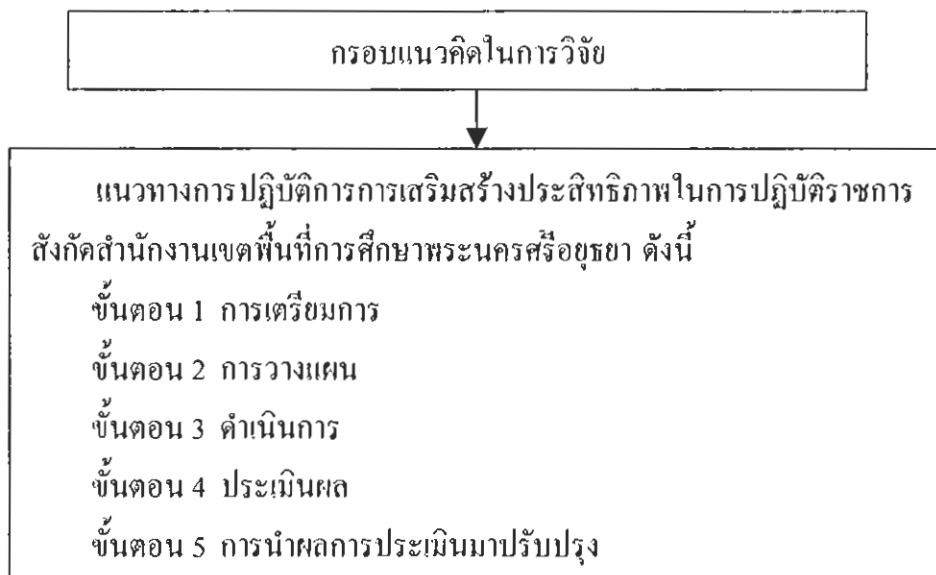 กรอบแนวคิดในการวิจัย
แนวทางการปฏิบัติการการเสริมสร้างประสิทธิภาพในการปฏิบัติราชการ
สังกัดสำนักงานเขตพื้นที่การศึกษาพระนครศรีอยุธยา ดังนี้
ขั้นตอน 1 การเตรียมการ
ขั้นตอน 2 การวางแผน
ขั้นตอน 3 ดำเนินการ
ขั้นตอน 4 ประเมินผล
ขั้นตอน 5 การนำผลการประเมินมาปรับปรุง